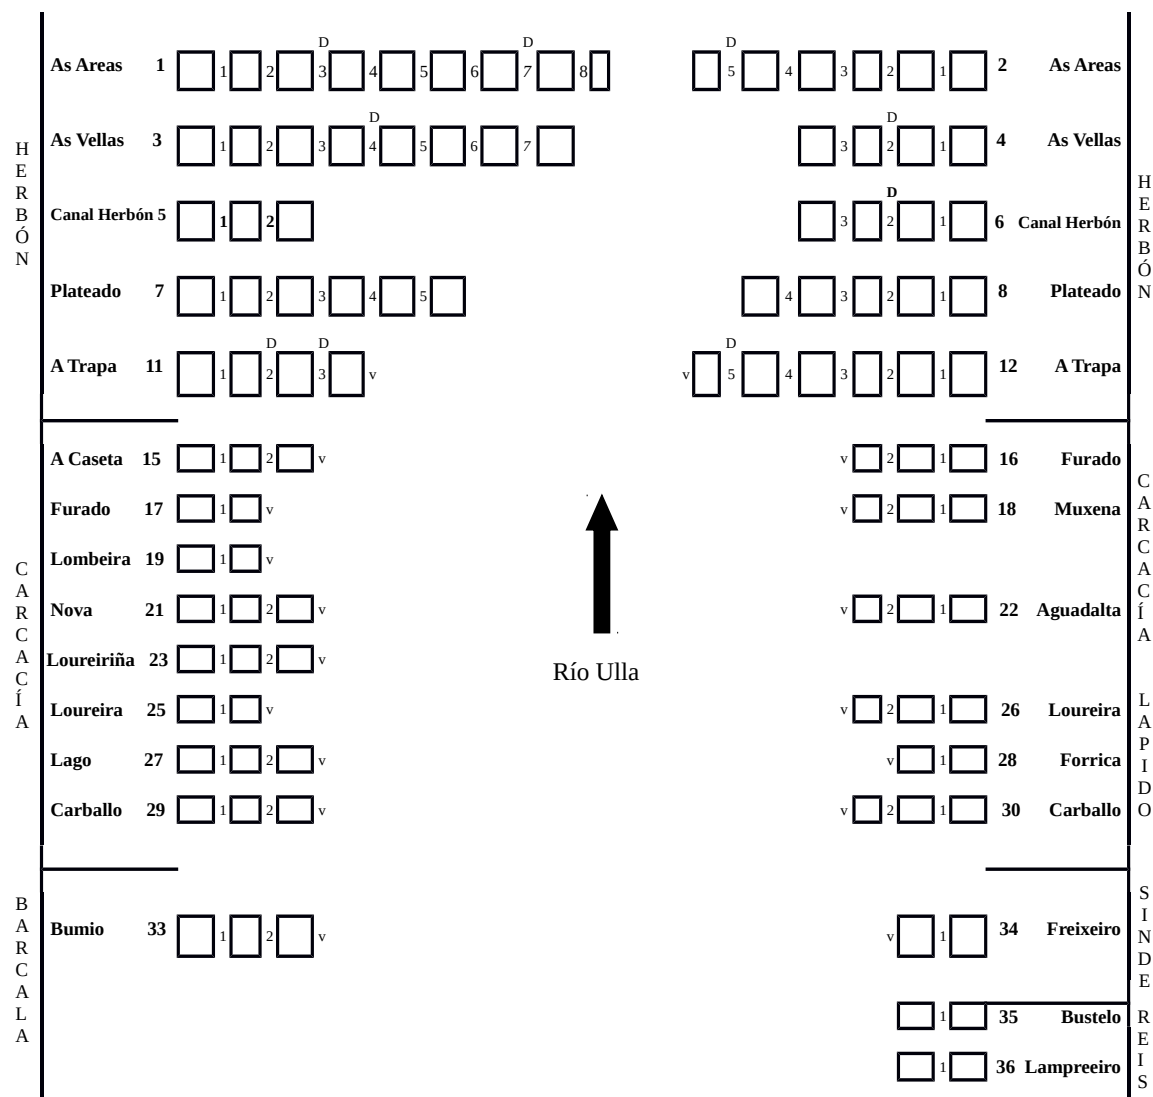 D D D
As Areas 1 1 2 3 4 5 6 7 8 5 4 3 2 1 2 As Areas
D D
As Vellas 3 1 2 3 4 5 6 7 3 2 1 4 As Vellas
D
Canal Herbón 5 1 2 3 2 1 6 Canal Herbón
Plateado 7 1 2 3 4 5 4 3 2 1 8 Plateado
D D D
A Trapa 11 1 2 3 v v 5 4 3 2 1 12 A Trapa
A Caseta 15 1 2 v v 2 1 16 Furado
Furado 17 1 v v 2 1 18 Muxena
Lombeira 19 1 v
Nova 21 1 2 v v 2 1 22 Aguadalta
Loureiriña 23 1 2 v
Río Ulla
Loureira 25 1 v v 2 1 26 Loureira
Lago 27 1 2 v v 1 28 Forrica
Carballo 29 1 2 v v 2 1 30 Carballo
Bumio 33 1 2 v v 1 34 Freixeiro
1 35 Bustelo
1 36 Lampreeiro
HERBÓN
CARCACÍA
BARCALA
HERBÓN
CARCACÍA
LAPIDO
SINDE
REIS